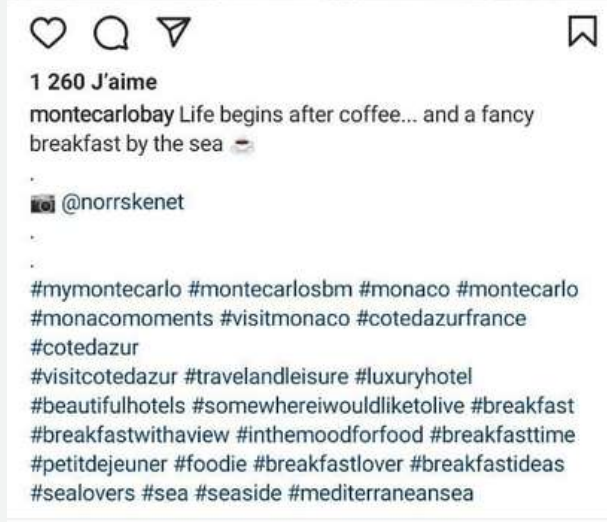 1 260 J'aime
montecarlobay Life begins after coffee... and a fancy
breakfast by the sea ☕
.
📷 @norrskenet
.
.
#mymontecarlo #montecarlosbm #monaco #montecarlo
#monacomoments #visitmonaco #cotedazurfrance
#cotedazur
#visitcotedazur #travelandleisure #luxuryhotel
#beautifulhotels #somewhereiwouldliketolive #breakfast
#breakfastwithaview #inthemoodforfood #breakfasttime
#petitdejeuner #foodie #breakfastlover #breakfastideas
#sealovers #sea #seaside #mediterraneansea